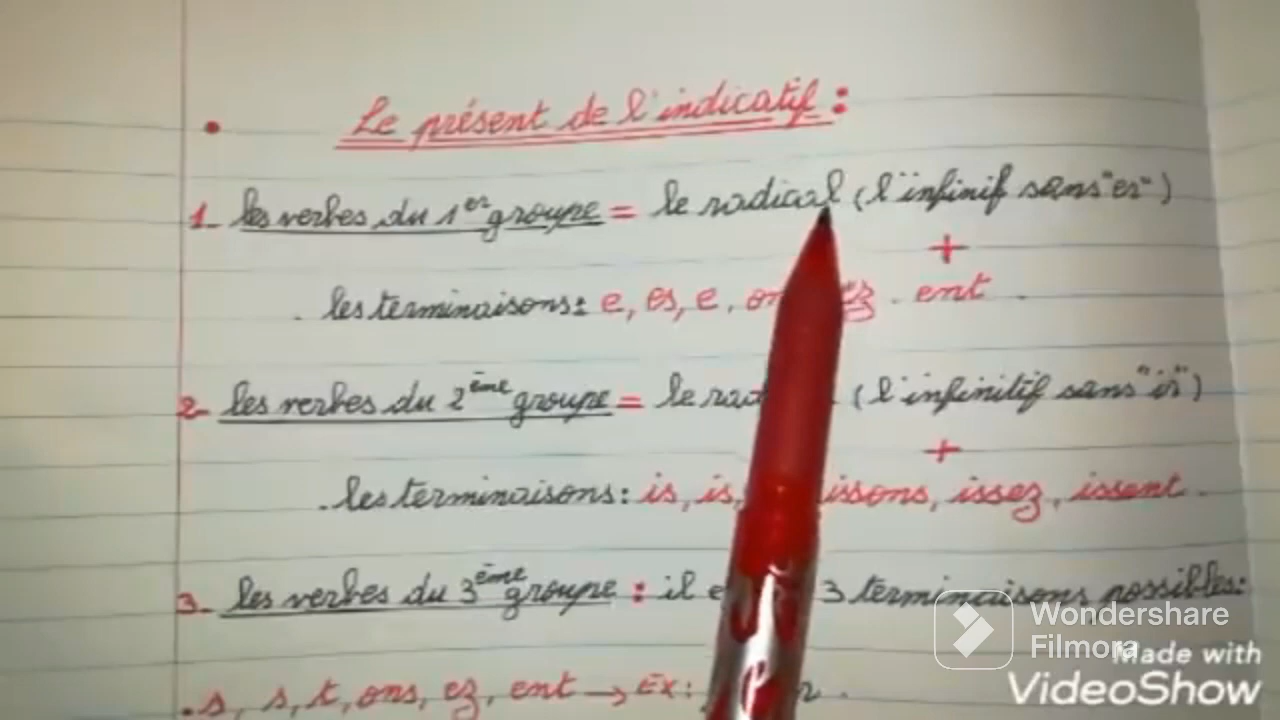 • Le présent de l'indicatif :
1- les verbes du 1er groupe = le radical (l'infinif sans "er")
+
. les terminaisons : e, es, e, ez, ent .
2- les verbes du 2ème groupe = (l'infinitif sans "ir")
+
. les terminaisons : is, is, issons, issez, issent .
3- les verbes du 3ème groupe : il 3 terminaisons possibles :
. s, s, t, ons, ez, ent → Ex :
Wondershare
Filmora
Made with
VideoShow